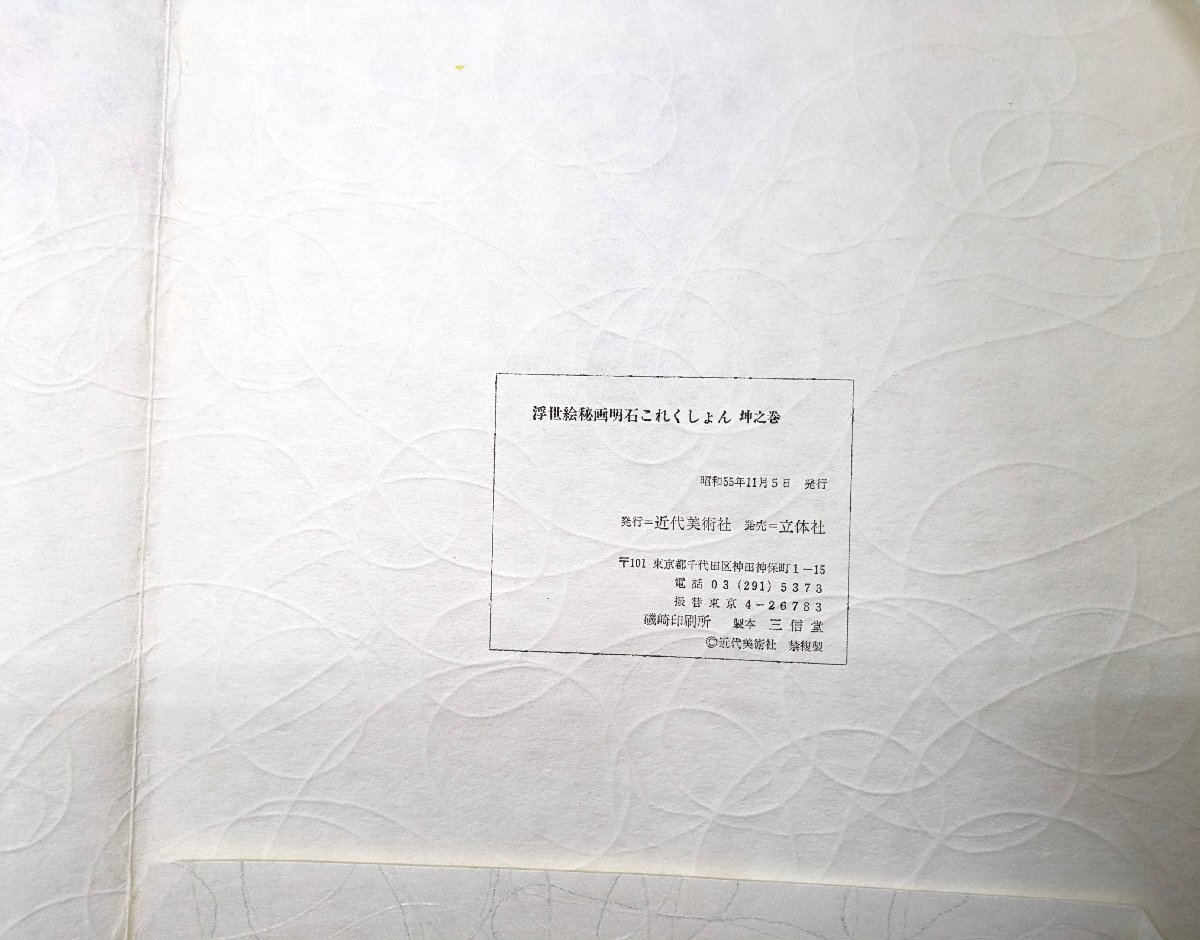 浮世絵秘画明石これくしょん 坤之巻
昭和55年11月5日 発行
発行=近代美術社 発売=立体社
〒101 東京都千代田区神田神保町1-15
電話 03(291)5373
振替東京 4-26783
磯崎印刷所 製本 三信堂
©近代美術社 禁複製